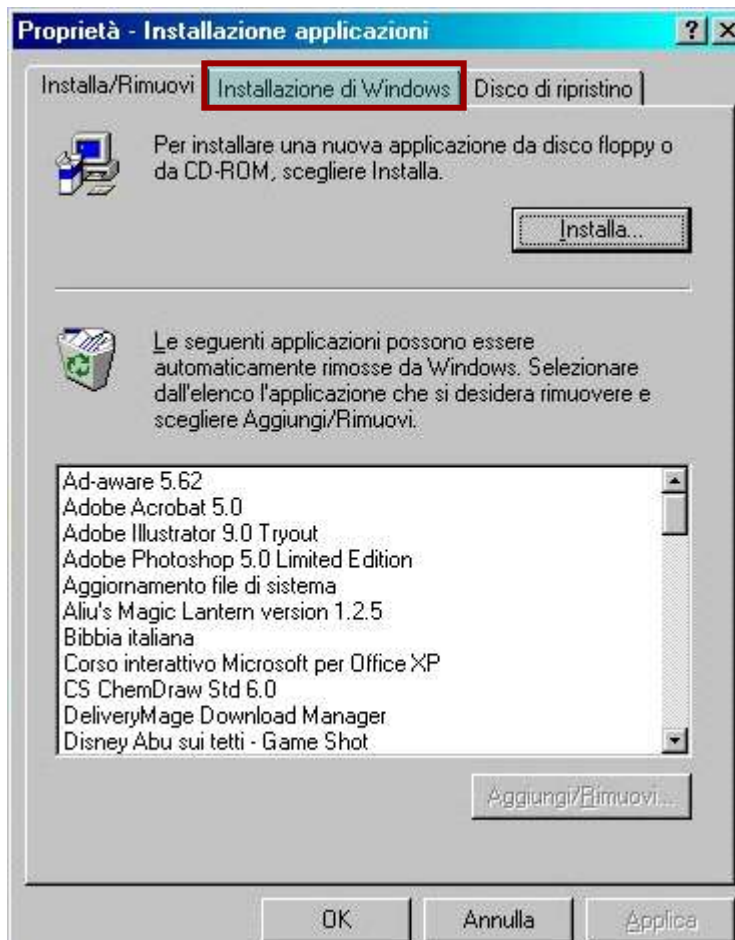 Proprietà - Installazione applicazioni
Installa/Rimuovi Installazione di Windows Disco di ripristino
Per installare una nuova applicazione da disco floppy o
da CD-ROM, scegliere Installa.
Installa...
Le seguenti applicazioni possono essere
automaticamente rimosse da Windows. Selezionare
dall'elenco l'applicazione che si desidera rimuovere e
scegliere Aggiungi/Rimuovi.
Ad-aware 5.62
Adobe Acrobat 5.0
Adobe Illustrator 9.0 Tryout
Adobe Photoshop 5.0 Limited Edition
Aggiornamento file di sistema
Aliu's Magic Lantern version 1.2.5
Bibbia italiana
Corso interattivo Microsoft per Office XP
CS ChemDraw Std 6.0
DeliveryMage Download Manager
Disney Abu sui tetti - Game Shot
Aggiungi/Rimuovi...
OK Annulla Applica